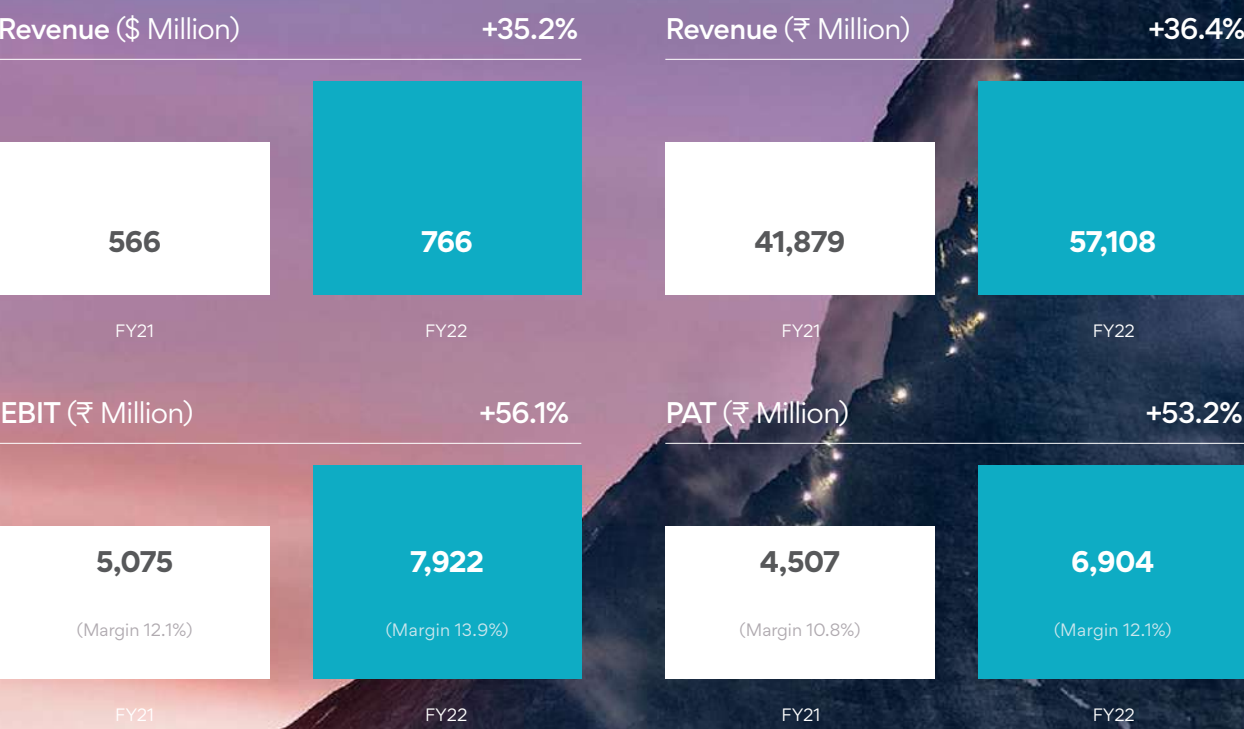 Revenue ($ Million) +35.2%
566
766
FY21
FY22
Revenue (₹ Million) +36.4%
41,879
57,108
FY21
FY22
EBIT (₹ Million) +56.1%
5,075
(Margin 12.1%)
7,922
(Margin 13.9%)
FY21
FY22
PAT (₹ Million) +53.2%
4,507
(Margin 10.8%)
6,904
(Margin 12.1%)
FY21
FY22